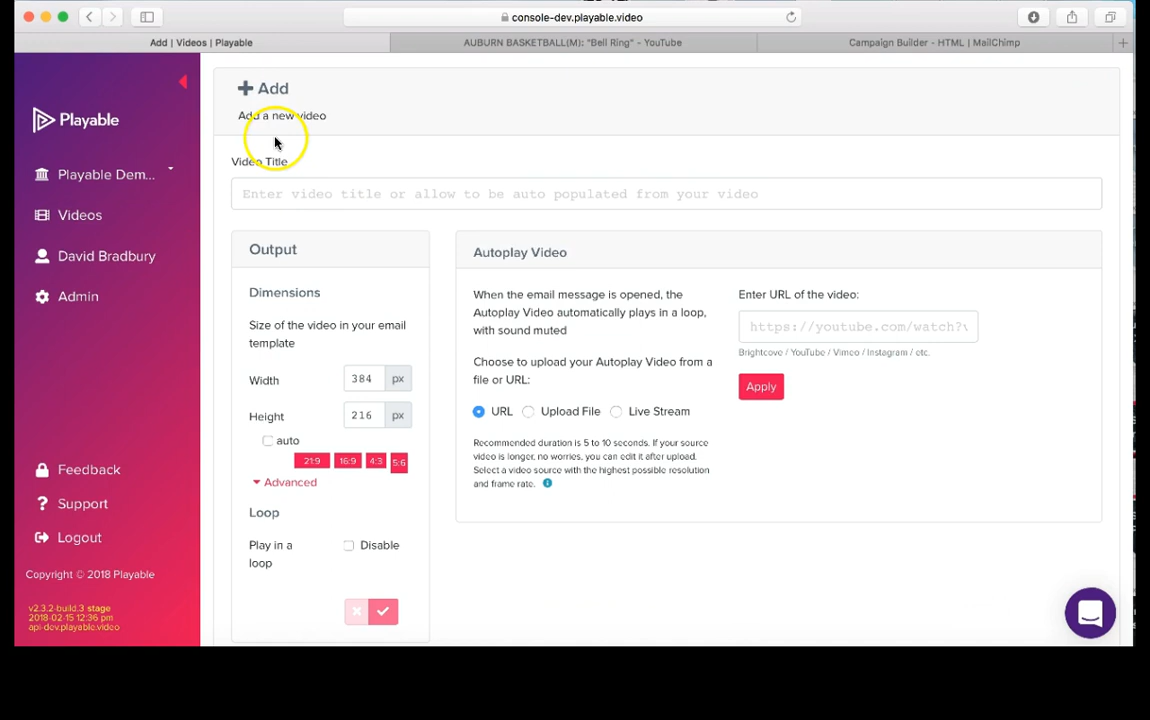 console-dev.playable.video
Add | Videos | Playable
AUBURN BASKETBALL(M): "Bell Ring" - YouTube
Campaign Builder - HTML | MailChimp
Playable
Playable Dem...
Videos
David Bradbury
Admin
Feedback
Support
Logout
Copyright © 2018 Playable
v2.3.2-build.3 stage
2018-02-15 12:36 pm
api-dev.playable.video
Add
Add a new video
Video Title
Enter video title or allow to be auto populated from your video
Output
Dimensions
Size of the video in your email
template
Width 384 px
Height 216 px
auto
21:9 16:9 4:3 5:6
Advanced
Loop
Play in a
loop
Disable
Autoplay Video
When the email message is opened, the
Autoplay Video automatically plays in a loop,
with sound muted
Choose to upload your Autoplay Video from a
file or URL:
URL Upload File Live Stream
Recommended duration is 5 to 10 seconds. If your source
video is longer, no worries, you can edit it after upload.
Select a video source with the highest possible resolution
and frame rate.
Enter URL of the video:
https://youtube.com/watch?v
Brightcove / YouTube / Vimeo / Instagram / etc.
Apply